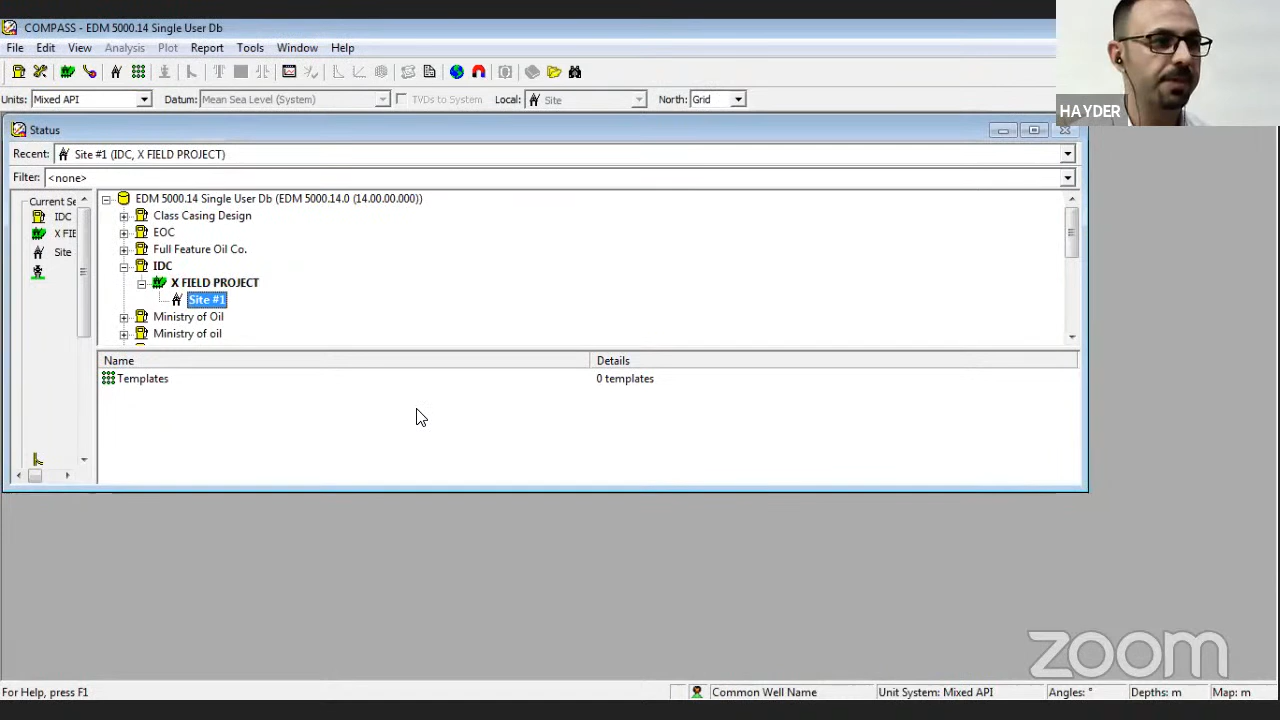 COMPASS - EDM 5000.14 Single User Db
File Edit View Analysis Plot Report Tools Window Help
Units: Mixed API Datum: Mean Sea Level (System) TVDs to System Local: Site North: Grid
HAYDER
Status
Recent: Site #1 (IDC, X FIELD PROJECT)
Filter: <none>
Current Se
IDC
X FIE
Site
EDM 5000.14 Single User Db (EDM 5000.14.0 (14.00.00.000))
Class Casing Design
EOC
Full Feature Oil Co.
IDC
X FIELD PROJECT
Site #1
Ministry of Oil
Ministry of oil
Name Details
Templates 0 templates
zoom
For Help, press F1 Common Well Name Unit System: Mixed API Angles: ° Depths: m Map: m